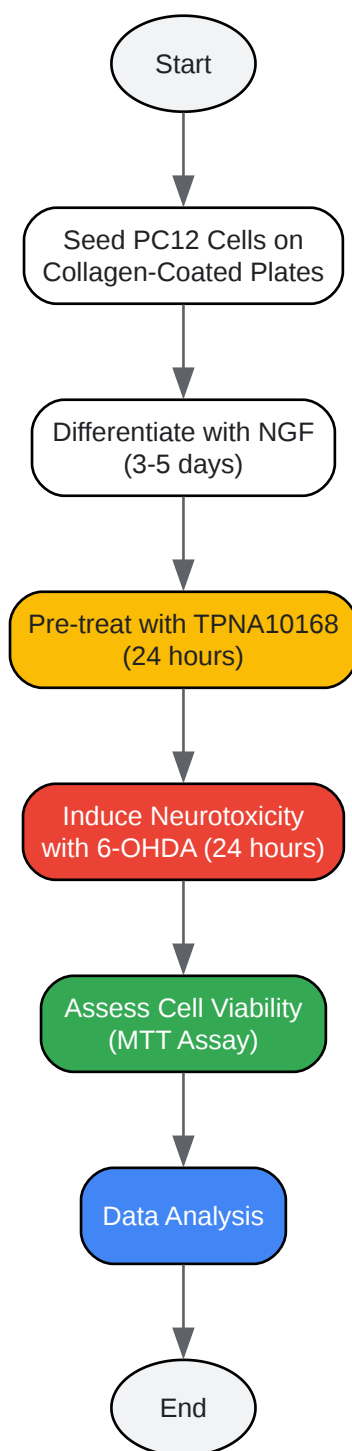 Start
Seed PC12 Cells on
Collagen-Coated Plates
Differentiate with NGF
(3-5 days)
Pre-treat with TPNA10168
(24 hours)
Induce Neurotoxicity
with 6-OHDA (24 hours)
Assess Cell Viability
(MTT Assay)
Data Analysis
End